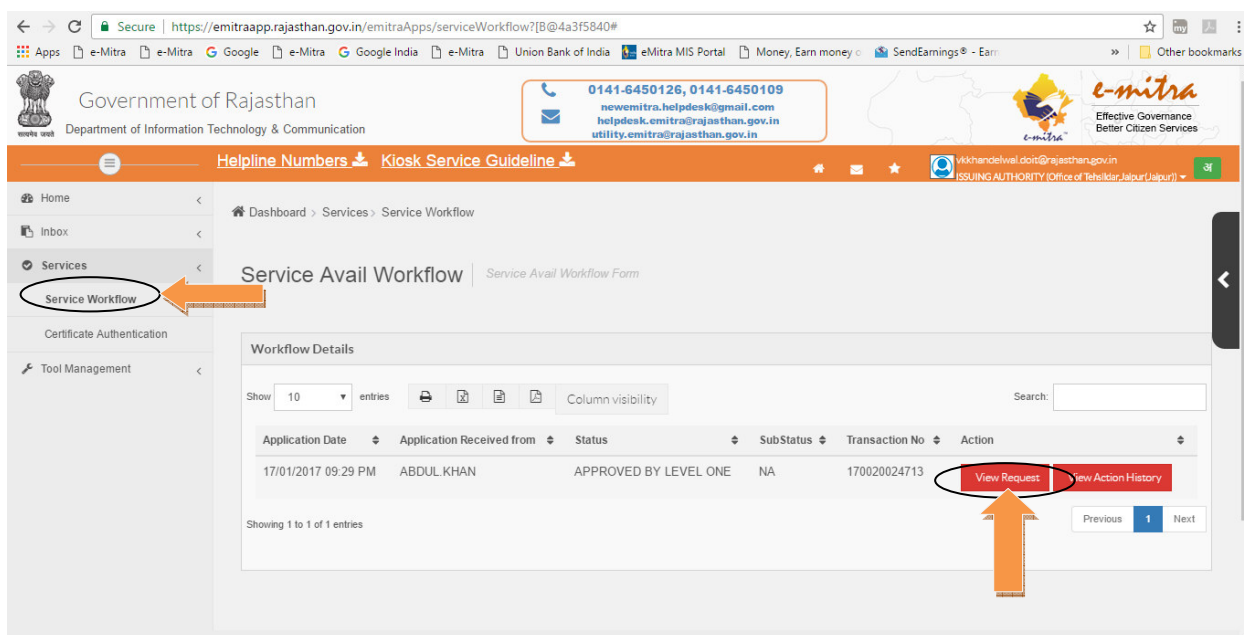 Secure | https://emitraapp.rajasthan.gov.in/emitraApps/serviceWorkflow?[B@4a3f5840#
Apps e-Mitra e-Mitra Google e-Mitra Google India e-Mitra Union Bank of India eMitra MIS Portal Money, Earn money o SendEarnings® - Earn » Other bookmarks
Government of Rajasthan
Department of Information Technology & Communication
सत्यमेव जयते
0141-6450126, 0141-6450109
newemitra.helpdesk@gmail.com
helpdesk.emitra@rajasthan.gov.in
utility.emitra@rajasthan.gov.in
e-mitra
e-mitra
Effective Governance
Better Citizen Services
Helpline Numbers Kiosk Service Guideline
vkkhandelwal.doit@rajasthan.gov.in
ISSUING AUTHORITY (Office of Tehsildar,Jaipur(Jaipur))
अ
Home
Inbox
Services
Service Workflow
Certificate Authentication
Tool Management
Dashboard > Services > Service Workflow
Service Avail Workflow Service Avail Workflow Form
Workflow Details
Show 10 entries Column visibility Search:
Application Date Application Received from Status SubStatus Transaction No Action
17/01/2017 09:29 PM ABDUL.KHAN APPROVED BY LEVEL ONE NA 170020024713 View Request View Action History
Showing 1 to 1 of 1 entries Previous 1 Next